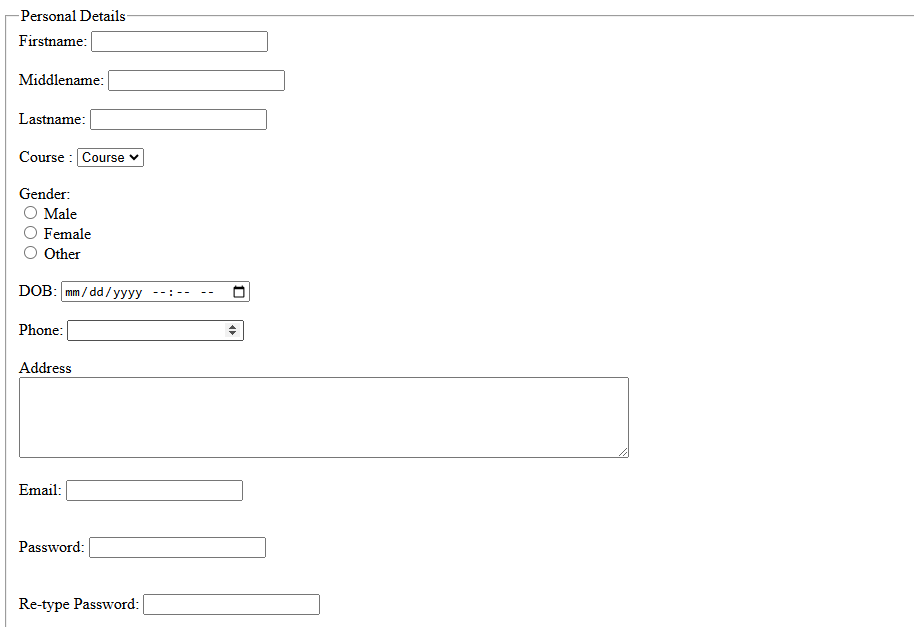 Personal Details
Firstname:
Middlename:
Lastname:
Course : Course
Gender:
Male
Female
Other
DOB: mm/dd/yyyy --:-- --
Phone:
Address
Email:
Password:
Re-type Password: